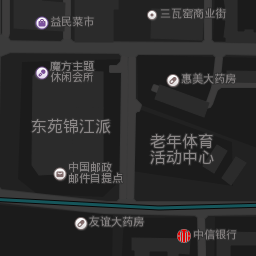 三瓦窑商业街
益民菜市
魔方主题
休闲会所
惠美大药房
东苑锦江派
老年体育
活动中心
中国邮政
邮件自提点
友谊大药房
中信银行